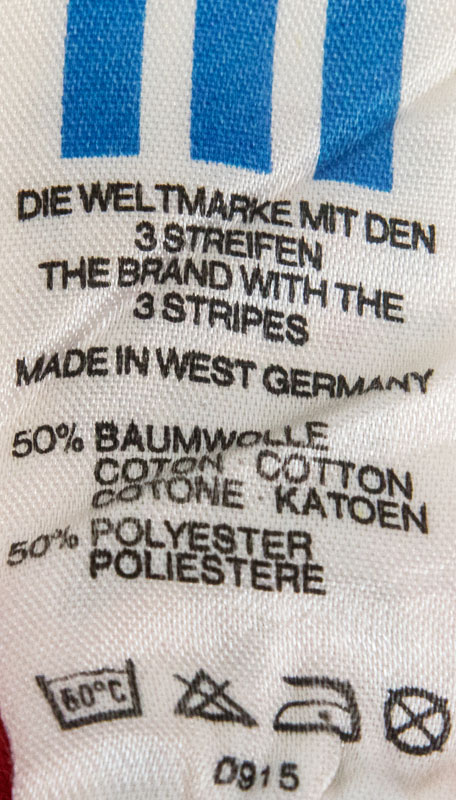 DIE WELTMARKE MIT DEN
3 STREIFEN
THE BRAND WITH THE
3 STRIPES
MADE IN WEST GERMANY
50% BAUMWOLLE
COTON · COTTON
COTONE · KATOEN
50% POLYESTER
POLIESTERE
60°C
D915